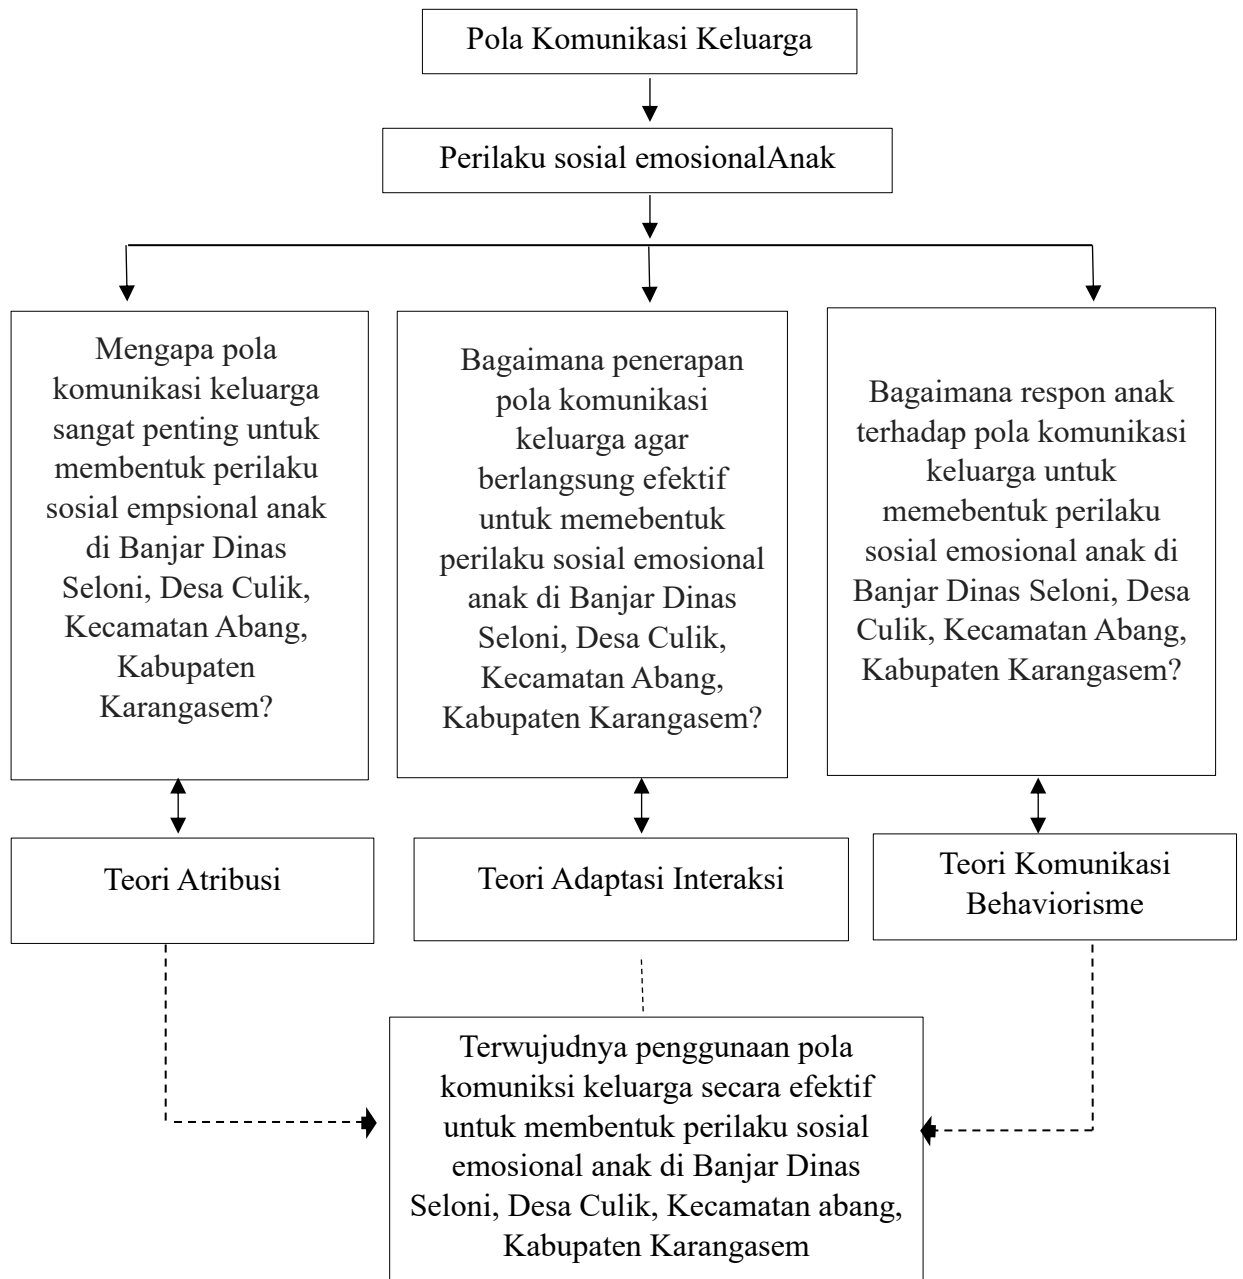 Pola Komunikasi Keluarga
Perilaku sosial emosionalAnak
Mengapa pola
komunikasi keluarga
sangat penting untuk
membentuk perilaku
sosial empsional anak
di Banjar Dinas
Seloni, Desa Culik,
Kecamatan Abang,
Kabupaten
Karangasem?
Bagaimana penerapan
pola komunikasi
keluarga agar
berlangsung efektif
untuk memebentuk
perilaku sosial emosional
anak di Banjar Dinas
Seloni, Desa Culik,
Kecamatan Abang,
Kabupaten Karangasem?
Bagaimana respon anak
terhadap pola komunikasi
keluarga untuk
memebentuk perilaku
sosial emosional anak di
Banjar Dinas Seloni, Desa
Culik, Kecamatan Abang,
Kabupaten Karangasem?
Teori Atribusi
Teori Adaptasi Interaksi
Teori Komunikasi
Behaviorisme
Terwujudnya penggunaan pola
komuniksi keluarga secara efektif
untuk membentuk perilaku sosial
emosional anak di Banjar Dinas
Seloni, Desa Culik, Kecamatan abang,
Kabupaten Karangasem